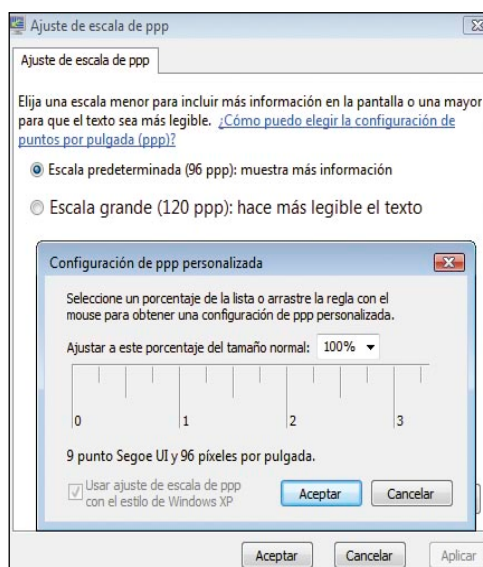 Ajuste de escala de ppp
Ajuste de escala de ppp
Elija una escala menor para incluir más información en la pantalla o una mayor
para que el texto sea más legible. ¿Cómo puedo elegir la configuración de
puntos por pulgada (ppp)?
Escala predeterminada (96 ppp): muestra más información
Escala grande (120 ppp): hace más legible el texto
Configuración de ppp personalizada
Seleccione un porcentaje de la lista o arrastre la regla con el
mouse para obtener una configuración de ppp personalizada.
Ajustar a este porcentaje del tamaño normal: 100%
0 1 2 3
9 punto Segoe UI y 96 píxeles por pulgada.
Usar ajuste de escala de ppp
con el estilo de Windows XP
Aceptar Cancelar
Aceptar Cancelar Aplicar